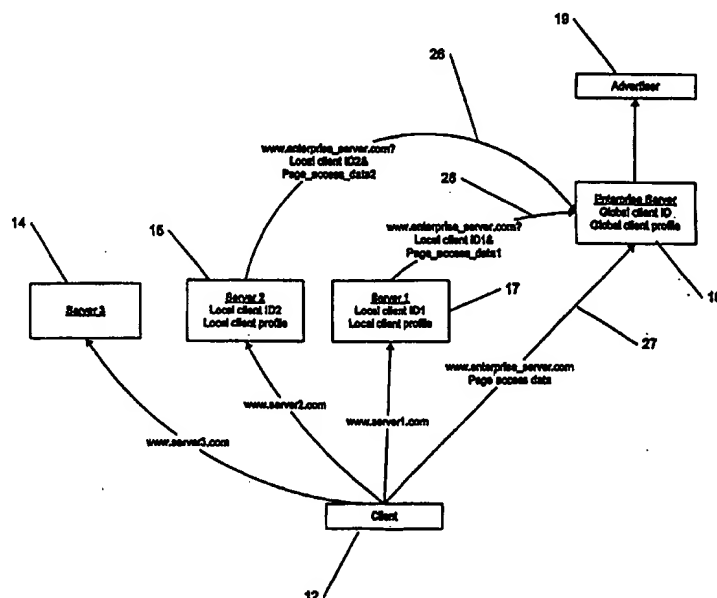 19
26
Advertiser
www.enterprise_server.com?
Local client ID2&
Page_access_data2
25
Enterprise Server
Global client ID
Global client profile
14
15
www.enterprise_server.com?
Local client ID1&
Page_access_data1
Server 3
Server 2
Local client ID2
Local client profile
Server 1
Local client ID1
Local client profile
17
27
www.enterprise_server.com
Page access data
www.server3.com
www.server2.com
www.server1.com
Client
12